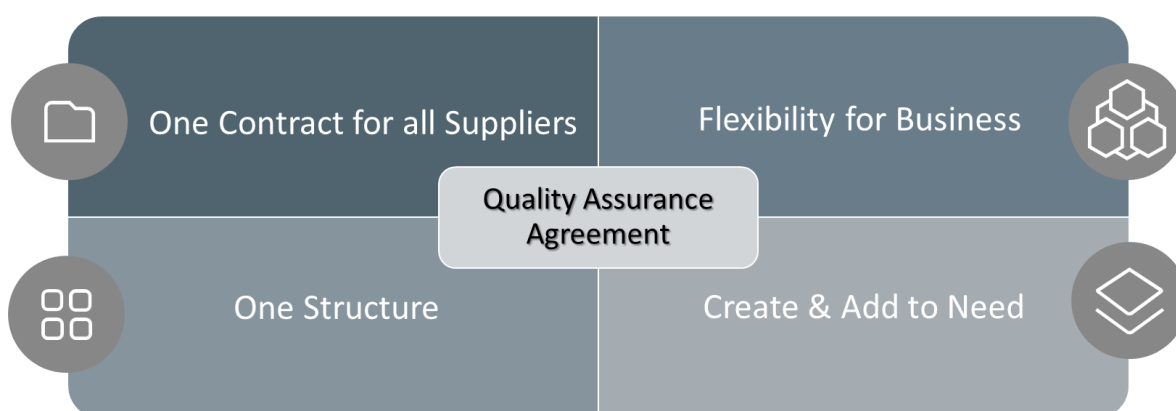 One Contract for all Suppliers
Flexibility for Business
Quality Assurance
Agreement
One Structure
Create & Add to Need